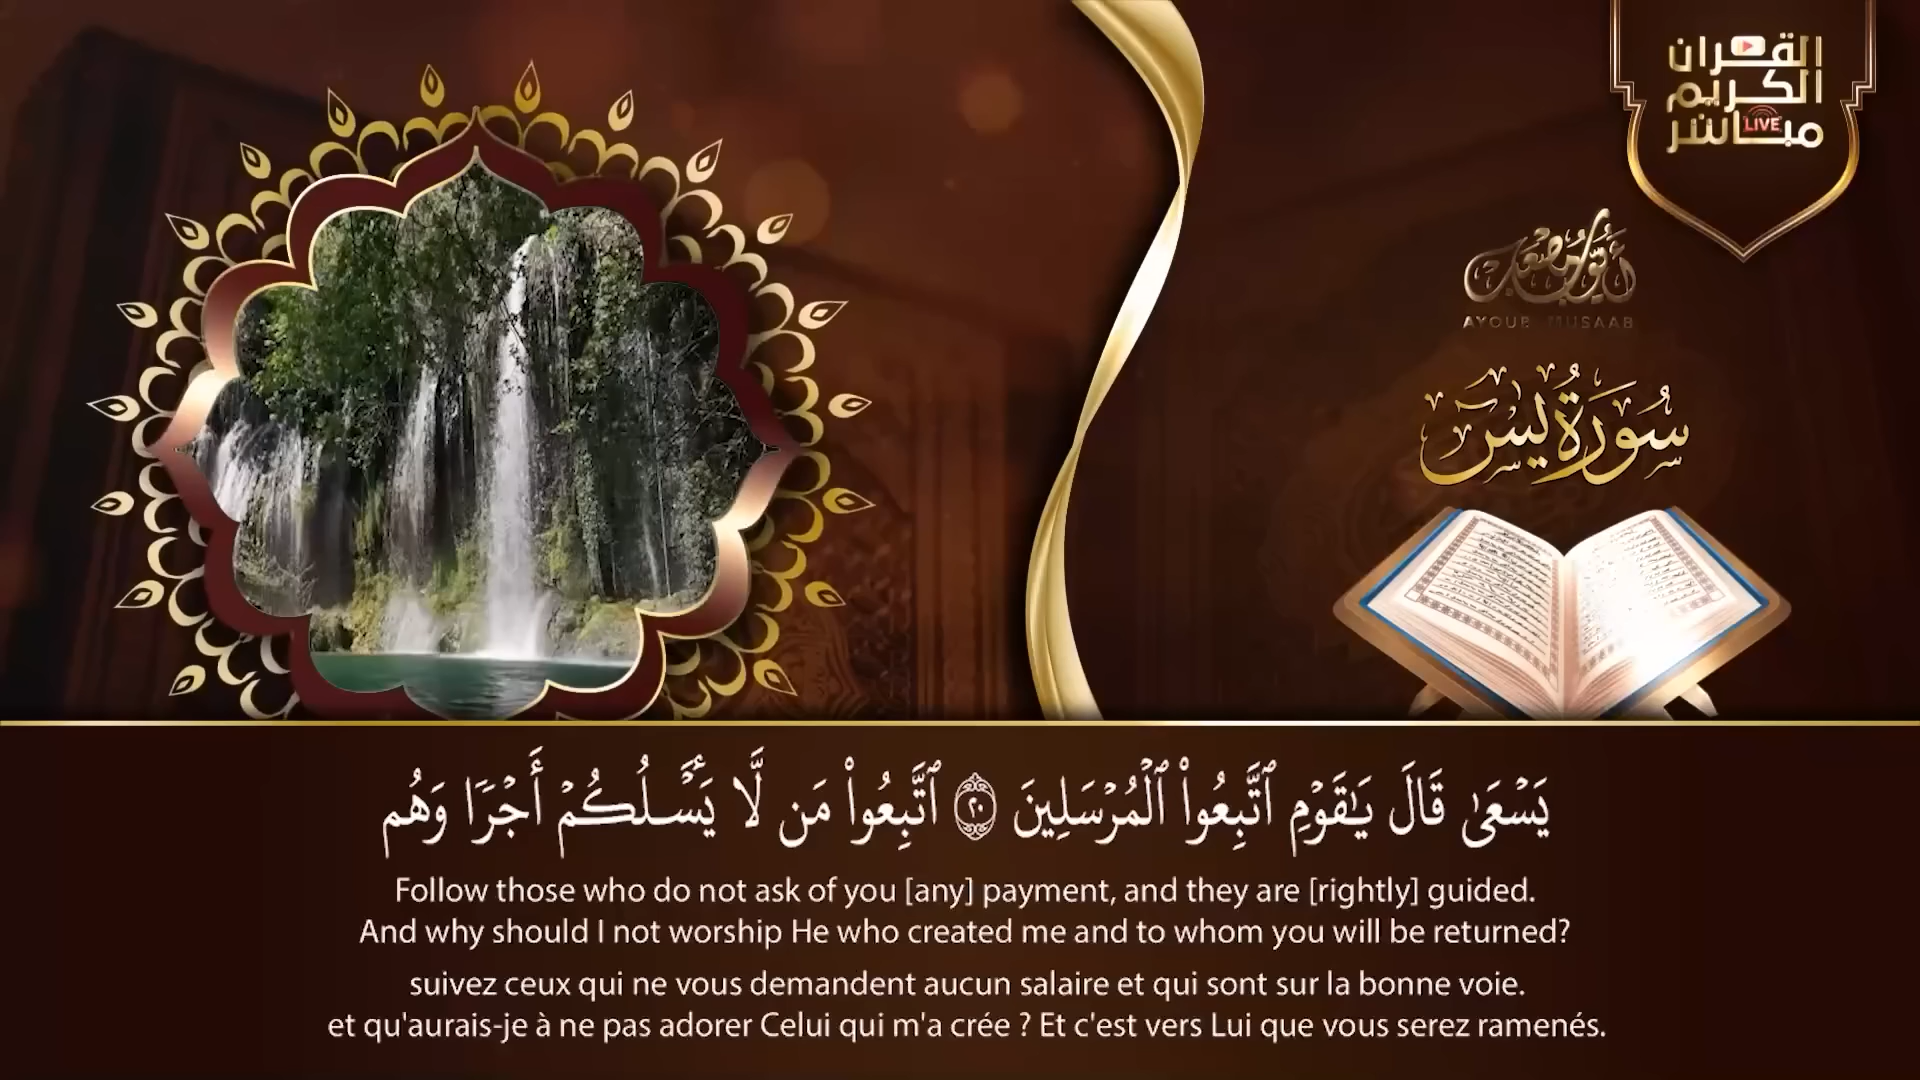 القرآن
الكريم
مباشر
LIVE
أيوب مصعب
AYOUB MUSAAB
سُورَةُ يسٓ
يَسْعَىٰ قَالَ يَٰقَوْمِ ٱتَّبِعُوا۟ ٱلْمُرْسَلِينَ ٢٠ ٱتَّبِعُوا۟ مَن لَّا يَسْـَٔلُكُمْ أَجْرًا وَهُم
Follow those who do not ask of you [any] payment, and they are [rightly] guided.
And why should I not worship He who created me and to whom you will be returned?
suivez ceux qui ne vous demandent aucun salaire et qui sont sur la bonne voie.
et qu'aurais-je à ne pas adorer Celui qui m'a crée ? Et c'est vers Lui que vous serez ramenés.